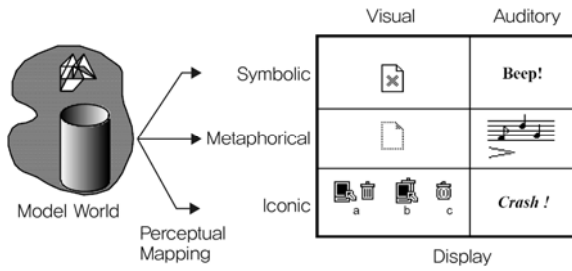 Visual Auditory
Symbolic
Beep!
Metaphorical
Iconic
a b c
Crash !
Model World
Perceptual
Mapping
Display